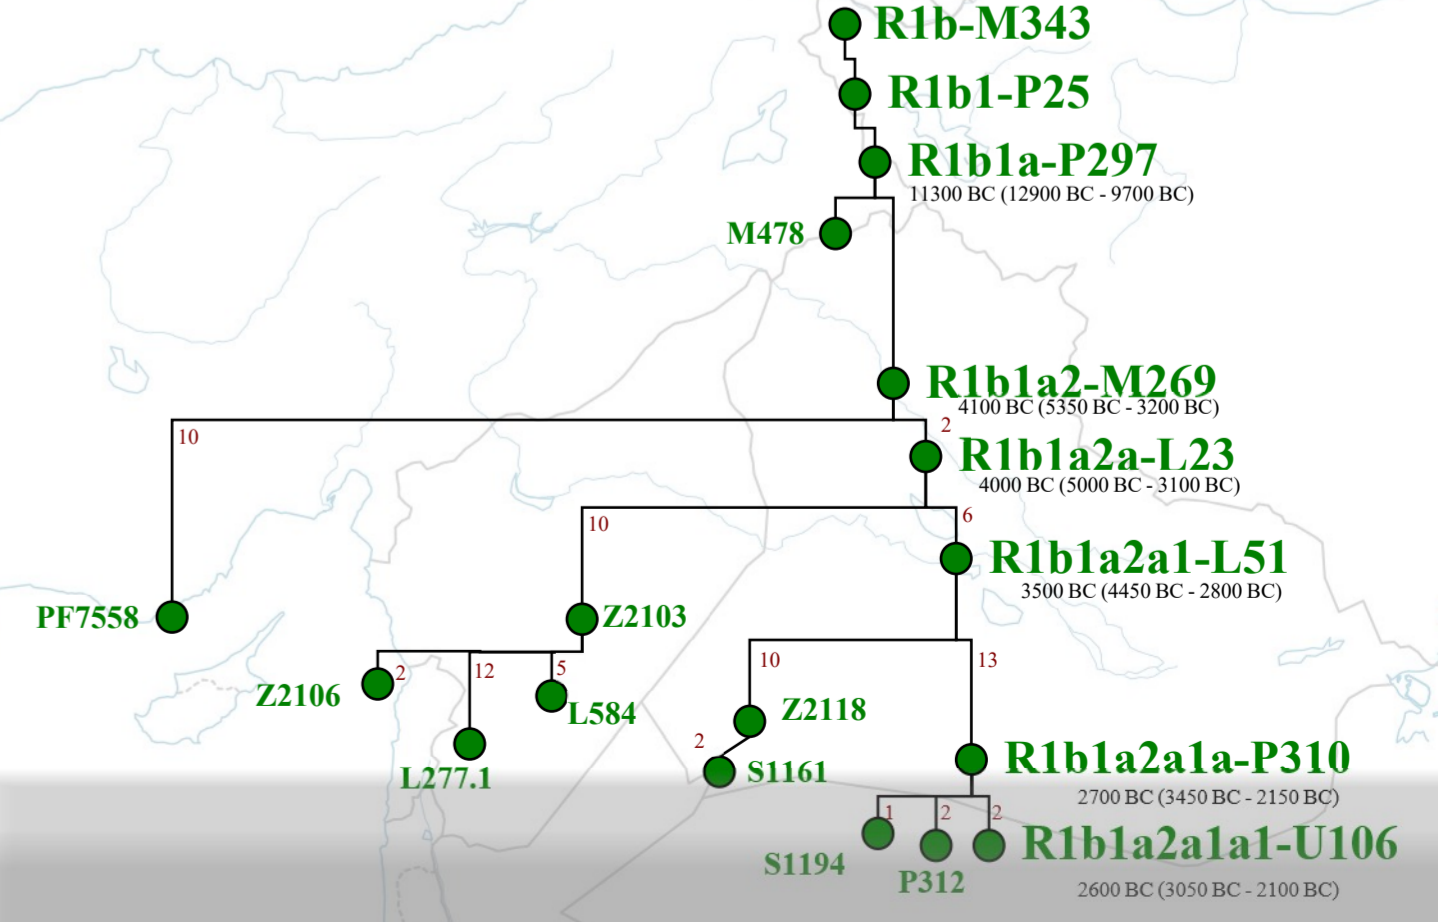 R1b-M343
R1b1-P25
R1b1a-P297
11300 BC (12900 BC - 9700 BC)
M478
R1b1a2-M269
4100 BC (5350 BC - 3200 BC)
10
2
R1b1a2a-L23
4000 BC (5000 BC - 3100 BC)
10
6
R1b1a2a1-L51
3500 BC (4450 BC - 2800 BC)
PF7558
Z2103
2
12
5
10
13
Z2106
L584
Z2118
2
L277.1
S1161
R1b1a2a1a-P310
2700 BC (3450 BC - 2150 BC)
1
2
2
S1194
P312
R1b1a2a1a1-U106
2600 BC (3050 BC - 2100 BC)